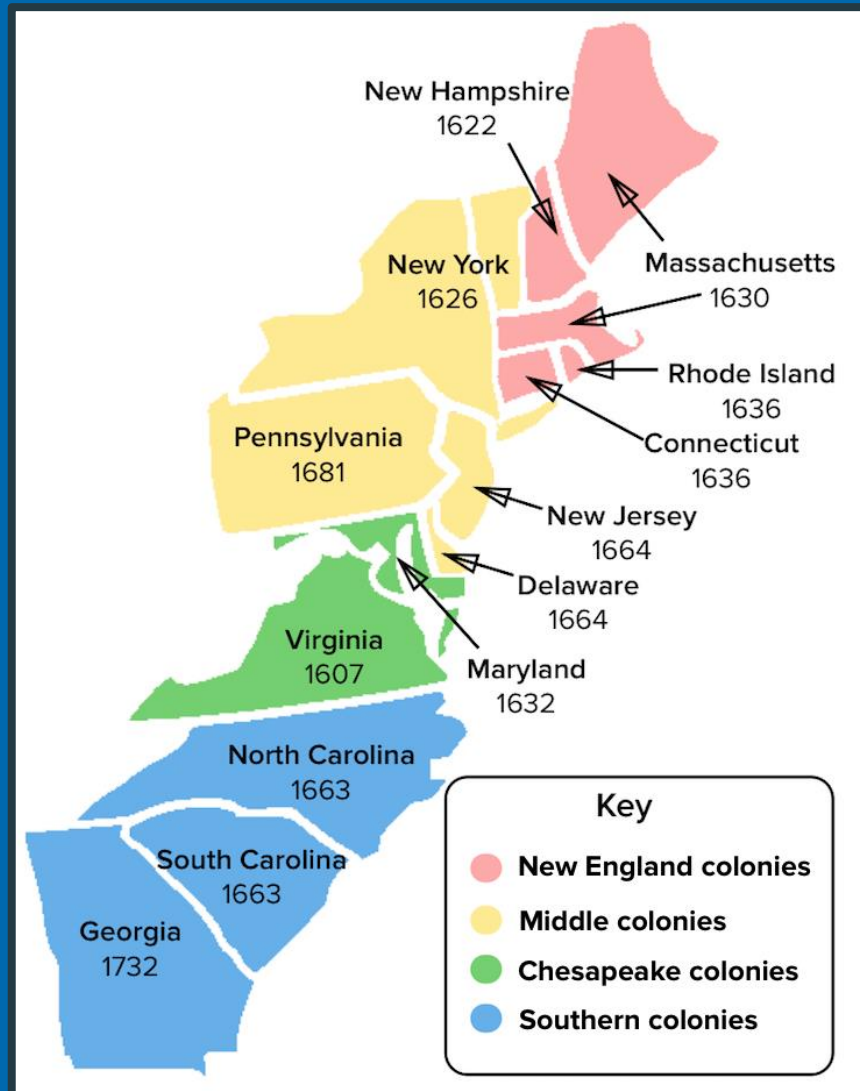 New Hampshire
1622
Massachusetts
1630
New York
1626
Rhode Island
1636
Connecticut
1636
Pennsylvania
1681
New Jersey
1664
Delaware
1664
Maryland
1632
Virginia
1607
North Carolina
1663
South Carolina
1663
Georgia
1732
Key
New England colonies
Middle colonies
Chesapeake colonies
Southern colonies